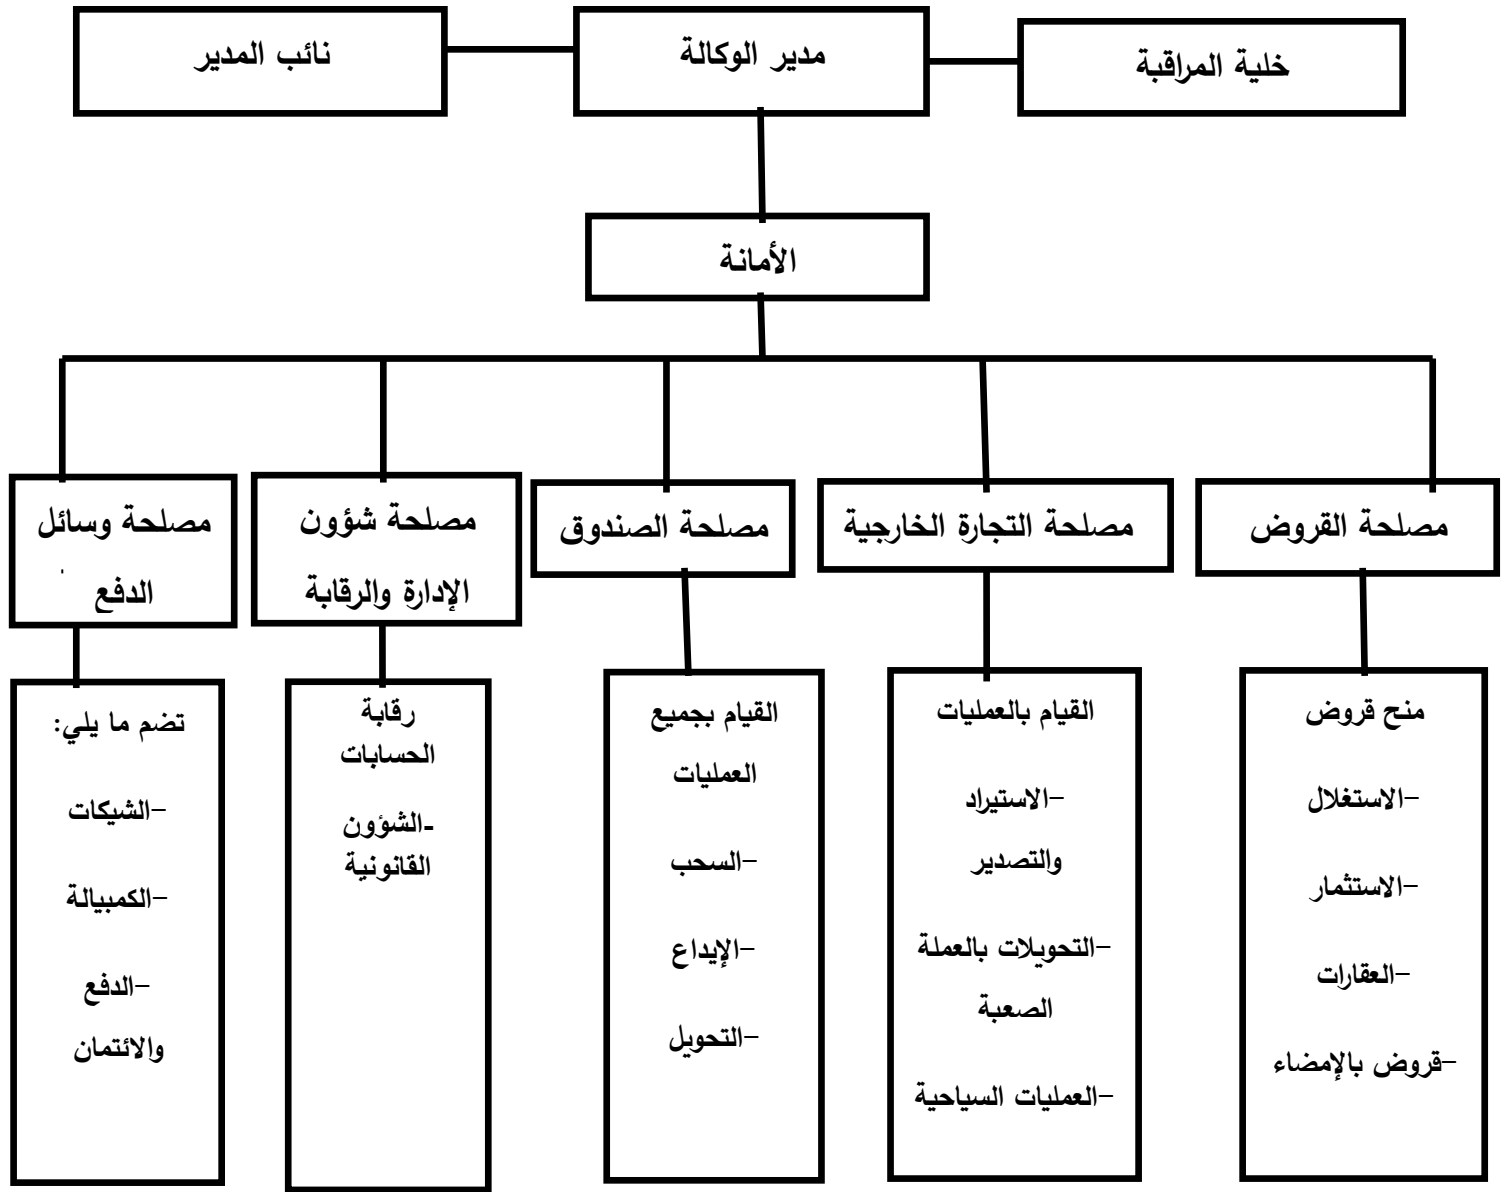 خلية المراقبة
مدير الوكالة
نائب المدير
الأمانة
مصلحة القروض
مصلحة التجارة الخارجية
مصلحة الصندوق
مصلحة شؤون
الإدارة والرقابة
مصلحة وسائل
الدفع
منح قروض
-الاستغلال
-الاستثمار
-العقارات
-قروض بالإمضاء
القيام بالعمليات
-الاستيراد
والتصدير
-التحويلات بالعملة
الصعبة
-العمليات السياحية
القيام بجميع
العمليات
-السحب
-الإيداع
-التحويل
رقابة
الحسابات
-الشؤون
القانونية
تضم ما يلي:
-الشيكات
-الكمبيالة
-الدفع
والائتمان